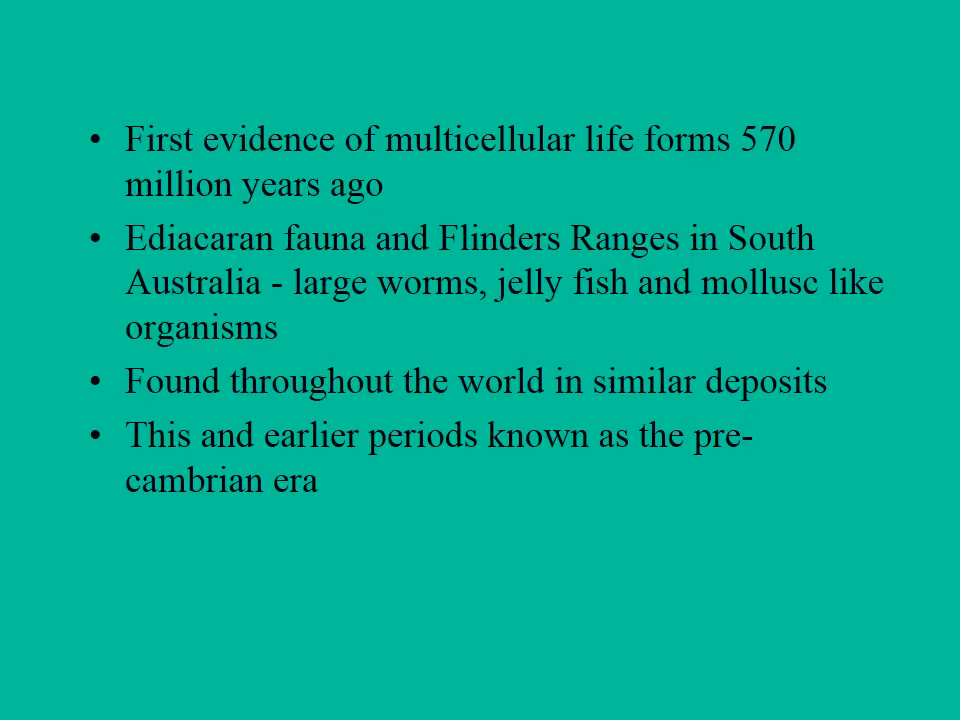 • First evidence of multicellular life forms 570
million years ago
• Ediacaran fauna and Flinders Ranges in South
Australia - large worms, jelly fish and mollusc like
organisms
• Found throughout the world in similar deposits
• This and earlier periods known as the pre-
cambrian era